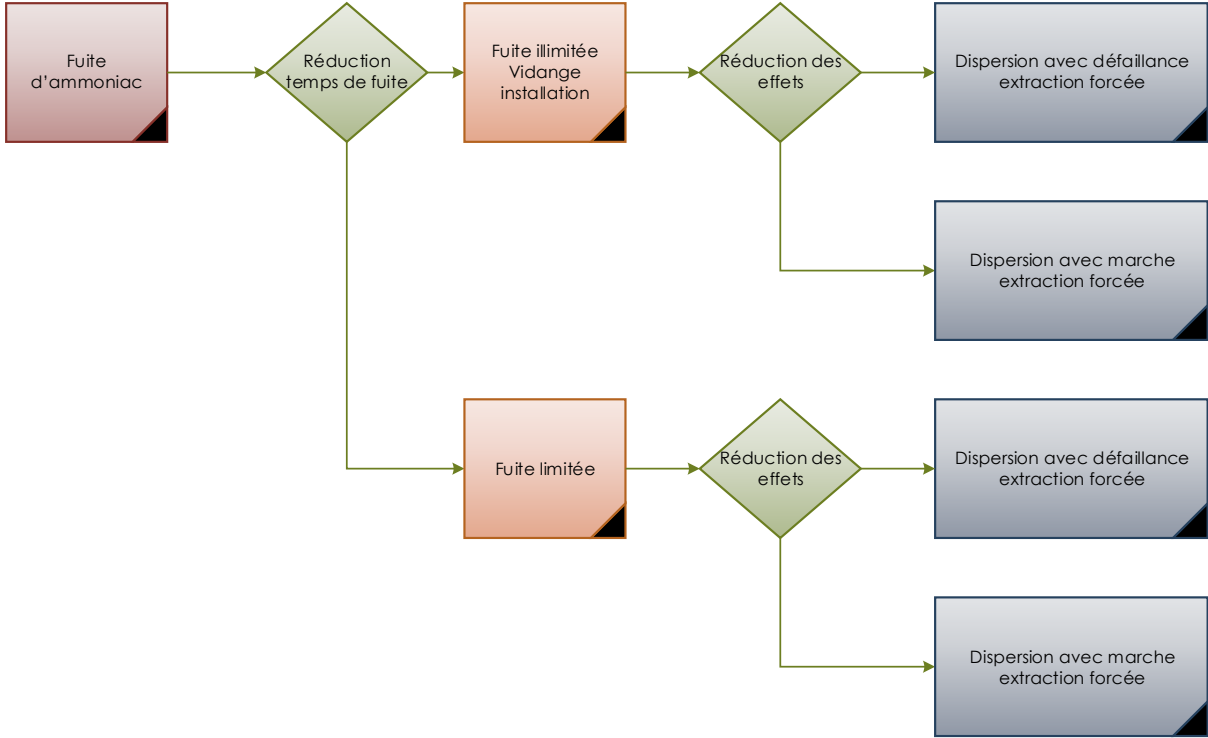 Fuite
d'ammoniac
Réduction
temps de fuite
Fuite illimitée
Vidange
installation
Réduction des
effets
Dispersion avec défaillance
extraction forcée
Dispersion avec marche
extraction forcée
Fuite limitée
Réduction des
effets
Dispersion avec défaillance
extraction forcée
Dispersion avec marche
extraction forcée